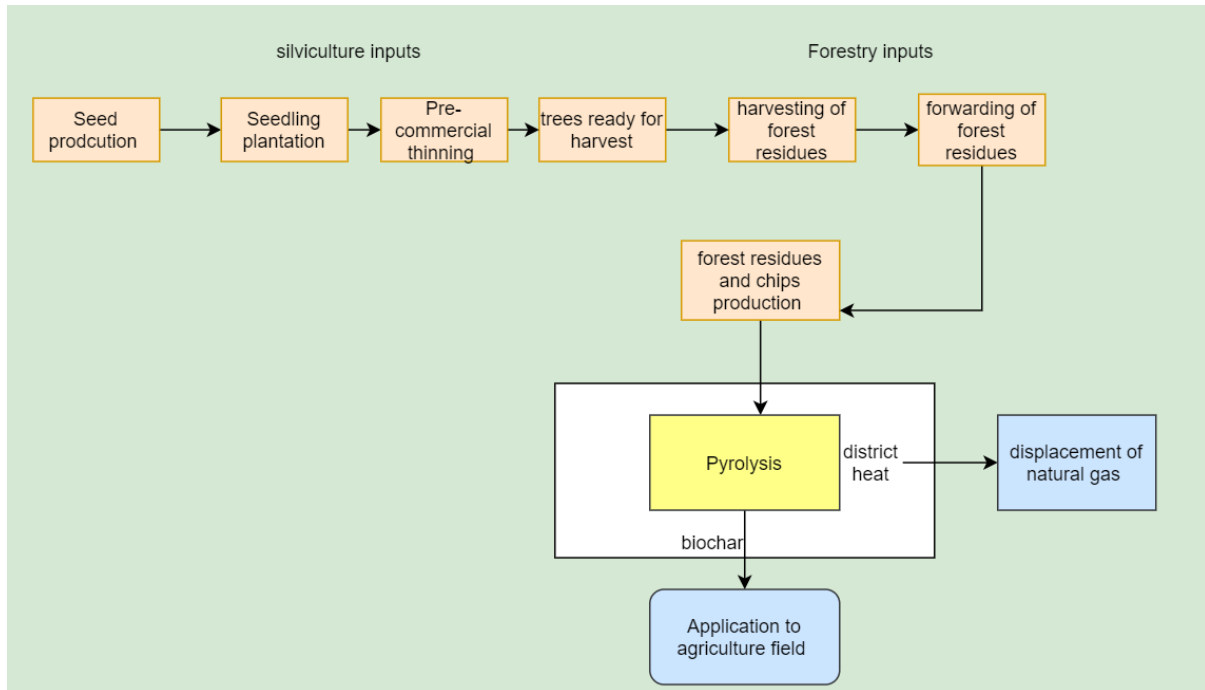 silviculture inputs
Forestry inputs
Seed
prodcution
Seedling
plantation
Pre-
commercial
thinning
trees ready for
harvest
harvesting of
forest
residues
forwarding of
forest
residues
forest residues
and chips
production
Pyrolysis
district
heat
displacement of
natural gas
biochar
Application to
agriculture field